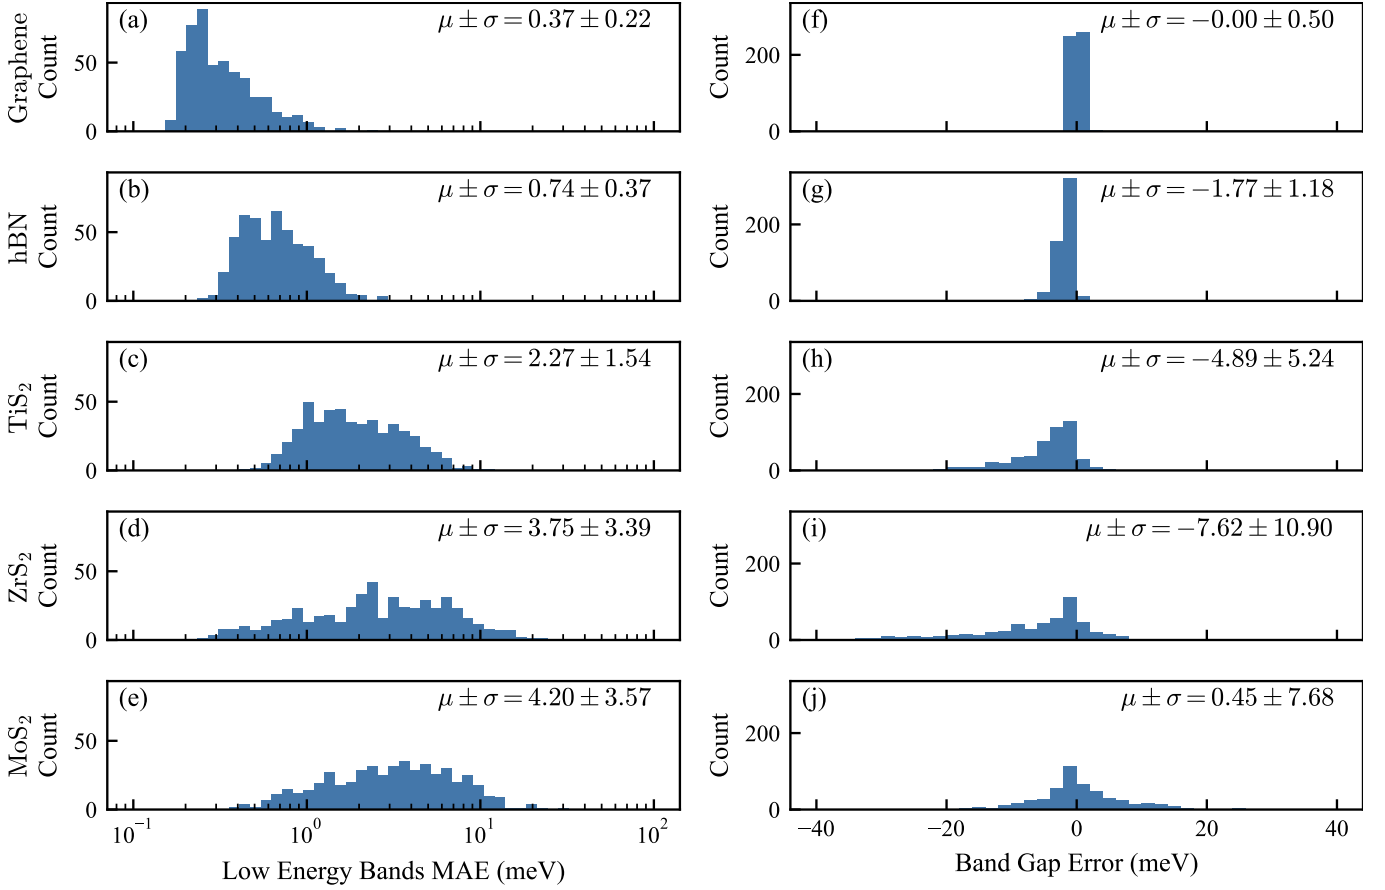 (a)
μ ± σ = 0.37 ± 0.22
Graphene
Count
50
0
(f)
μ ± σ = −0.00 ± 0.50
Count
200
0
(b)
μ ± σ = 0.74 ± 0.37
hBN
Count
50
0
(g)
μ ± σ = −1.77 ± 1.18
Count
200
0
(c)
μ ± σ = 2.27 ± 1.54
TiS₂
Count
50
0
(h)
μ ± σ = −4.89 ± 5.24
Count
200
0
(d)
μ ± σ = 3.75 ± 3.39
ZrS₂
Count
50
0
(i)
μ ± σ = −7.62 ± 10.90
Count
200
0
(e)
μ ± σ = 4.20 ± 3.57
MoS₂
Count
50
0
(j)
μ ± σ = 0.45 ± 7.68
Count
200
0
10⁻¹ 10⁰ 10¹ 10²
Low Energy Bands MAE (meV)
−40 −20 0 20 40
Band Gap Error (meV)